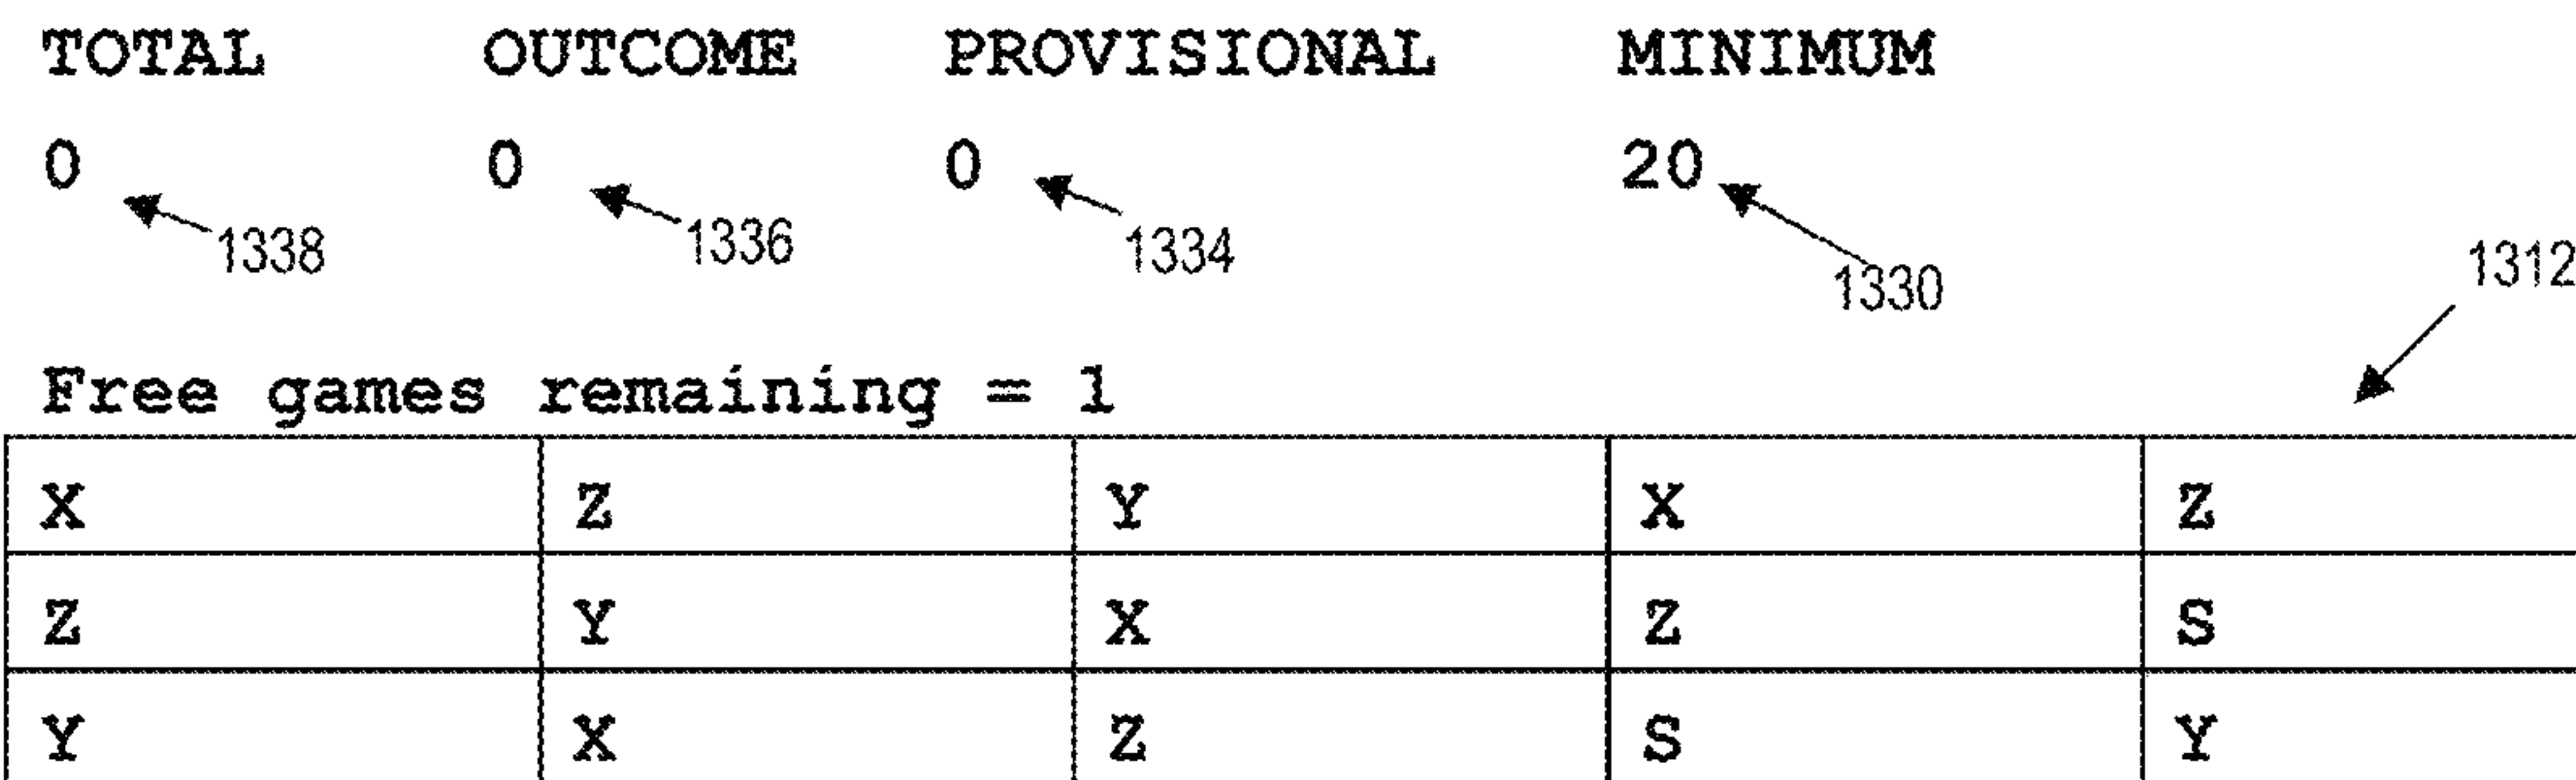 TOTAL OUTCOME PROVISIONAL MINIMUM
0 0 0 20
1338 1336 1334 1330 1312
Free games remaining = 1
X Z Y X Z
Z Y X Z S
Y X Z S Y